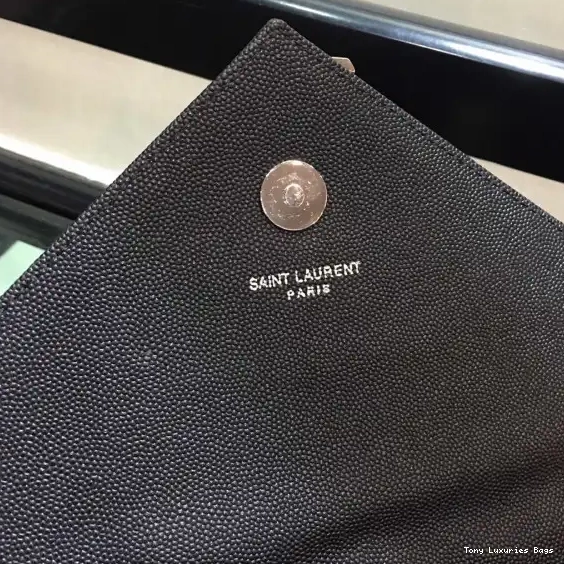 SAINT LAURENT
PARIS
Tony Luxuries Bags